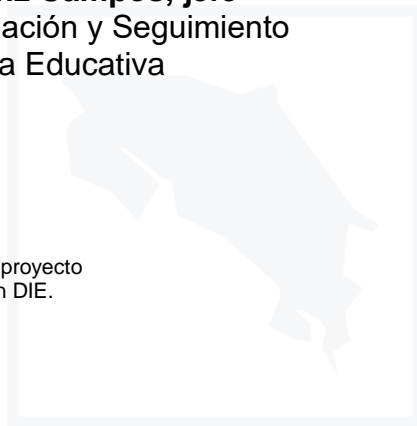 Campos, jefe
ación y Seguimiento
a Educativa
proyecto
DIE.